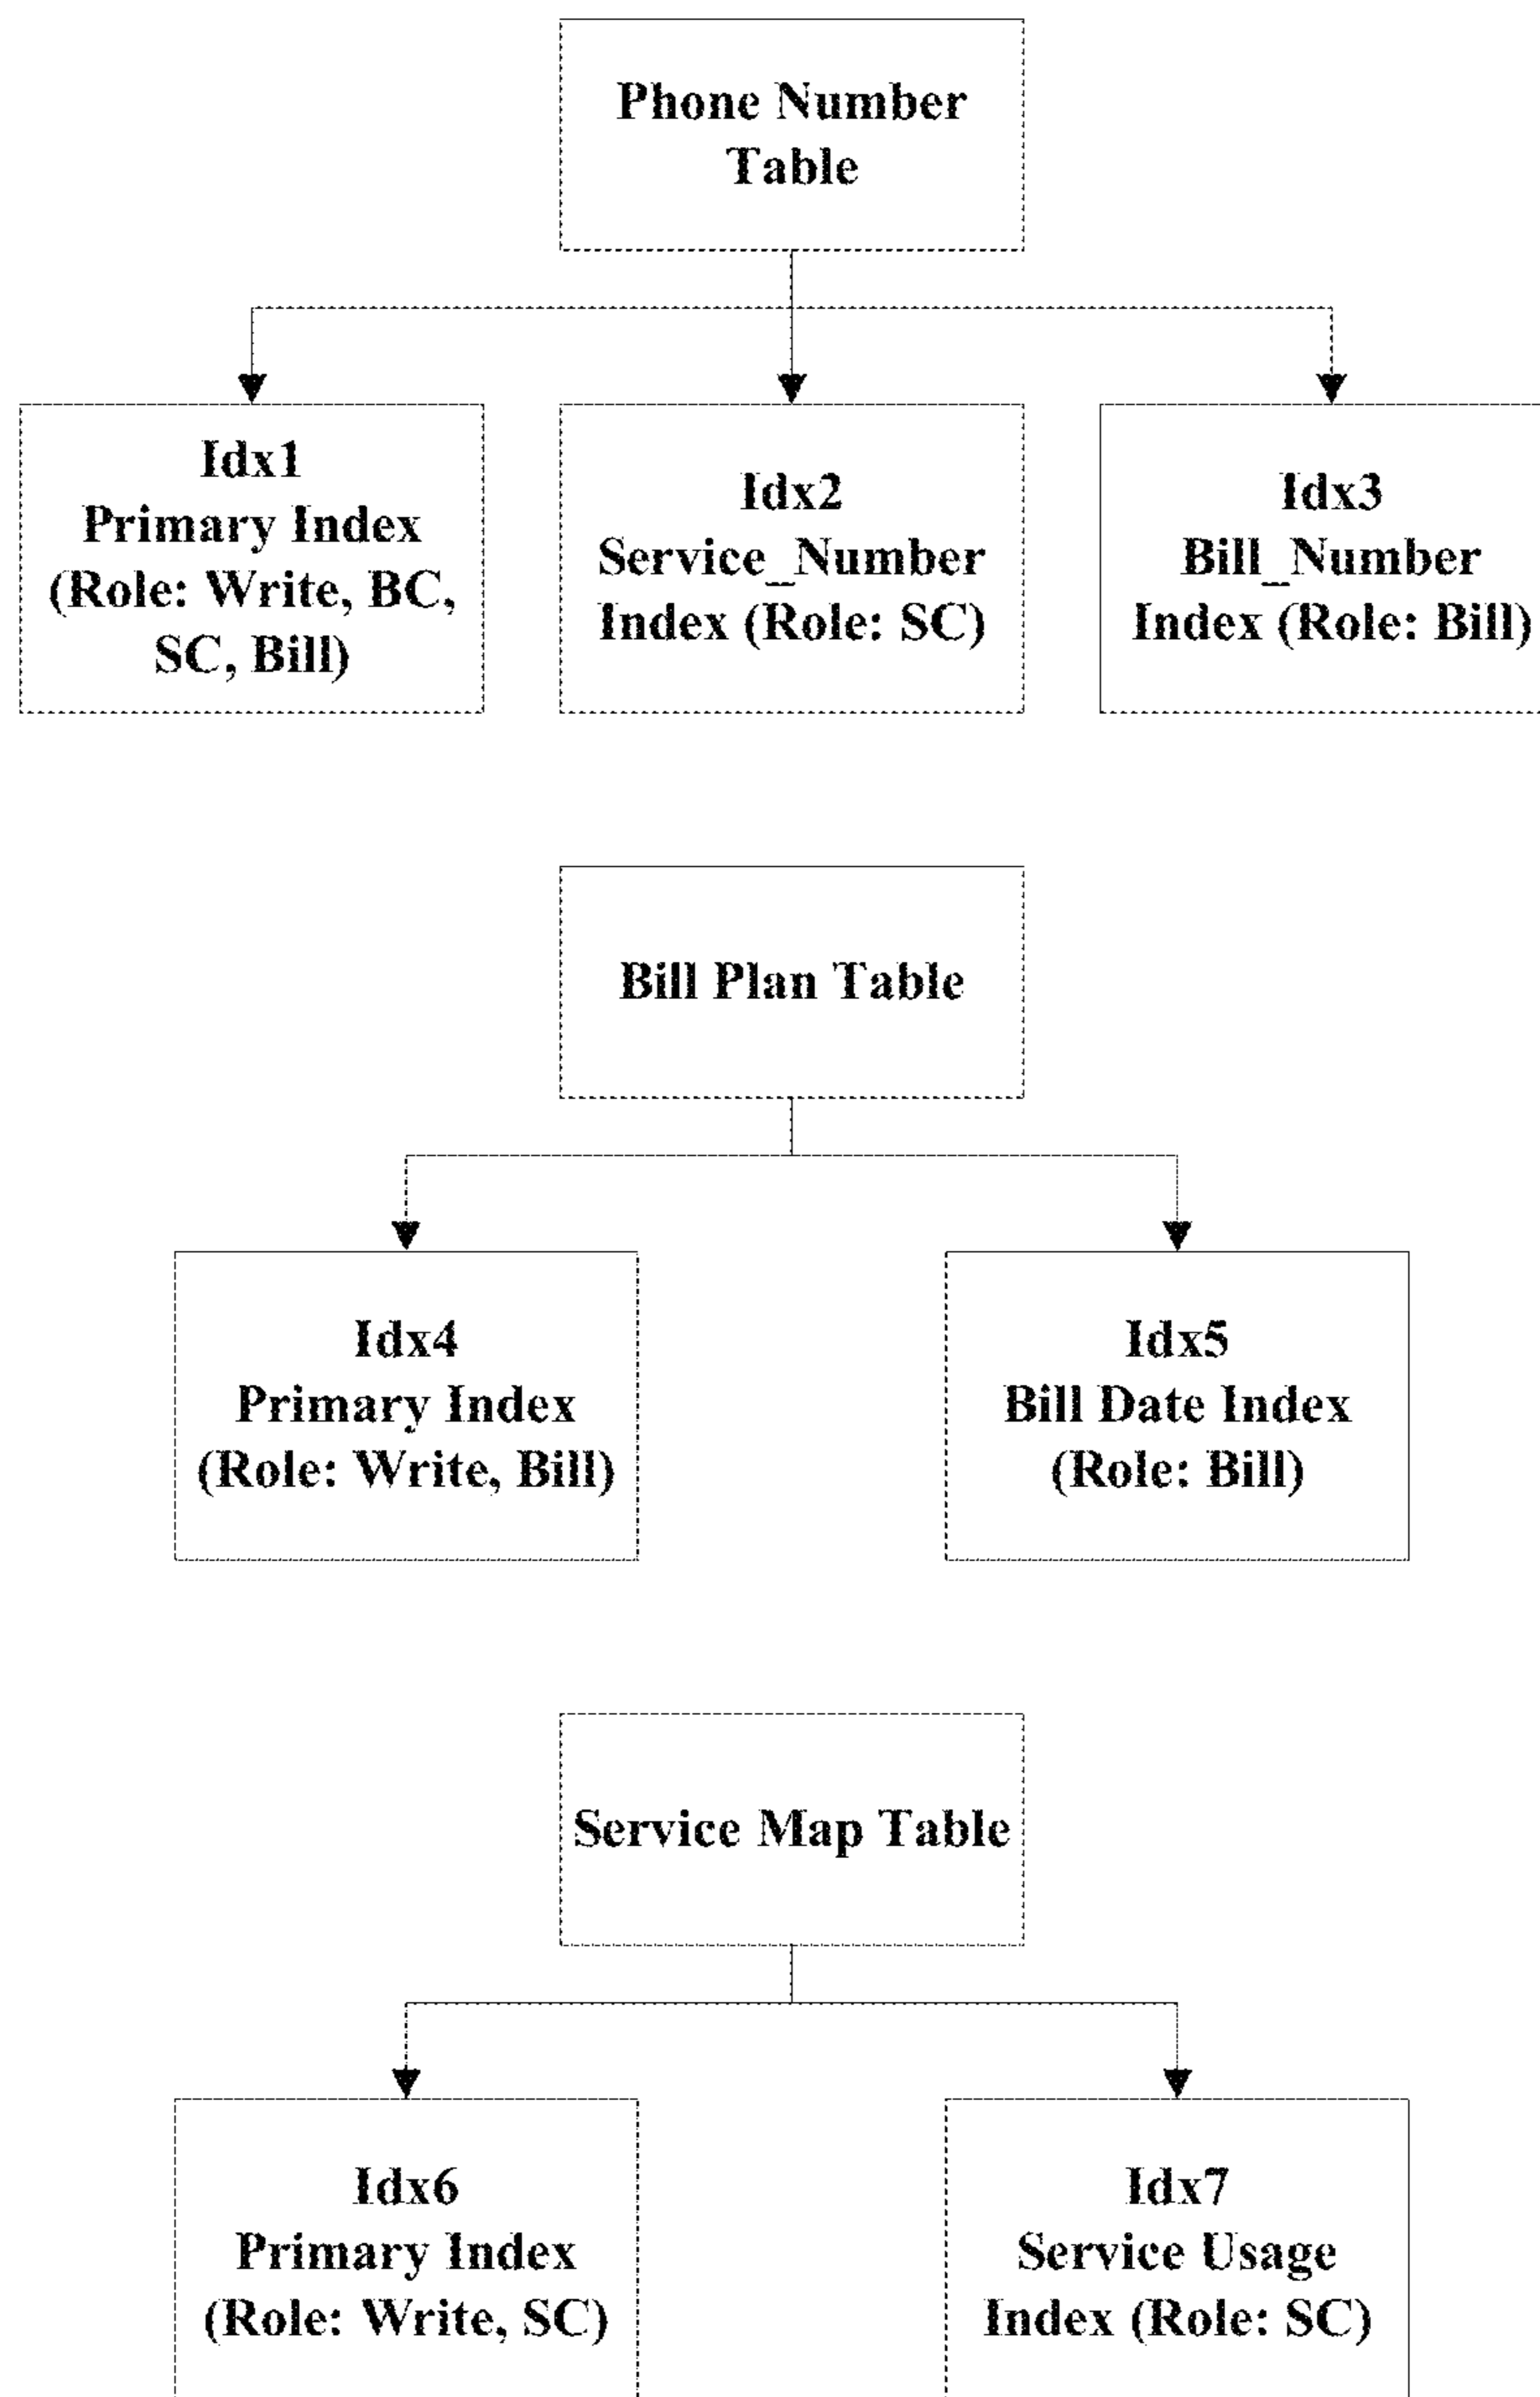 Phone Number
Table
Idx1
Primary Index
(Role: Write, BC,
SC, Bill)
Idx2
Service_Number
Index (Role: SC)
Idx3
Bill_Number
Index (Role: Bill)
Bill Plan Table
Idx4
Primary Index
(Role: Write, Bill)
Idx5
Bill Date Index
(Role: Bill)
Service Map Table
Idx6
Primary Index
(Role: Write, SC)
Idx7
Service Usage
Index (Role: SC)